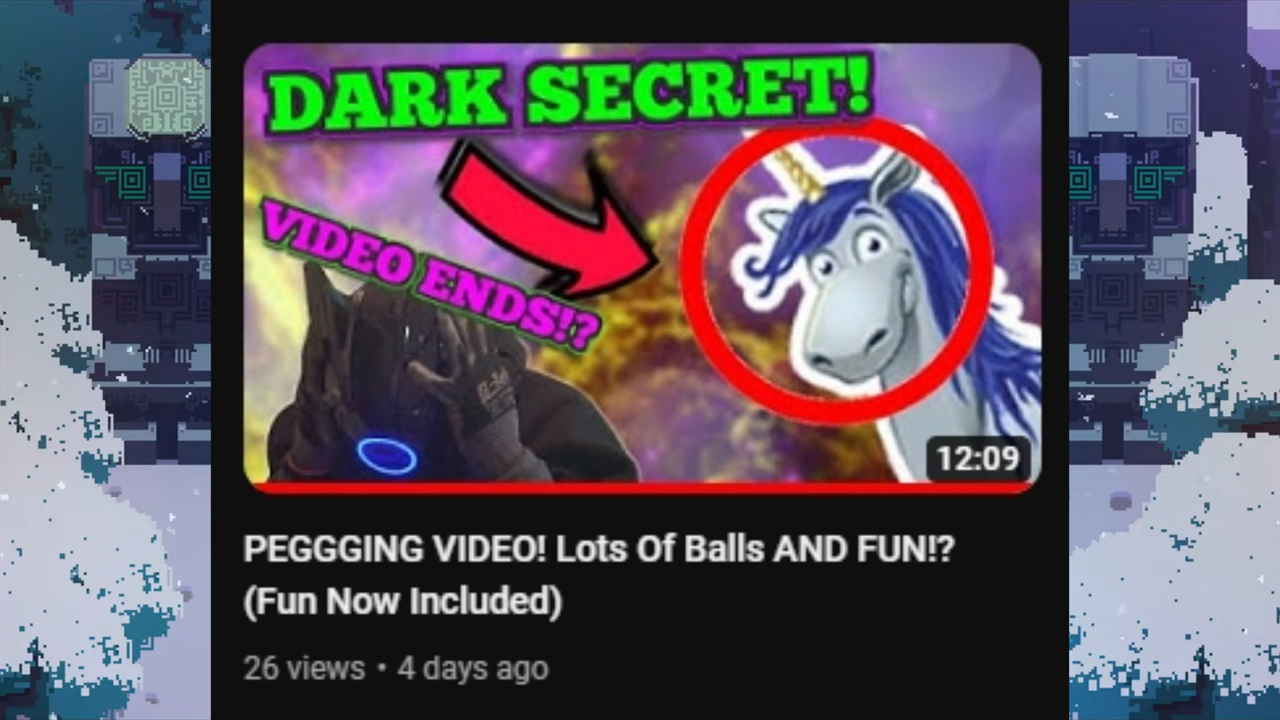 DARK SECRET!
VIDEO ENDS!?
12:09
PEGGGING VIDEO! Lots Of Balls AND FUN!?
(Fun Now Included)
26 views • 4 days ago